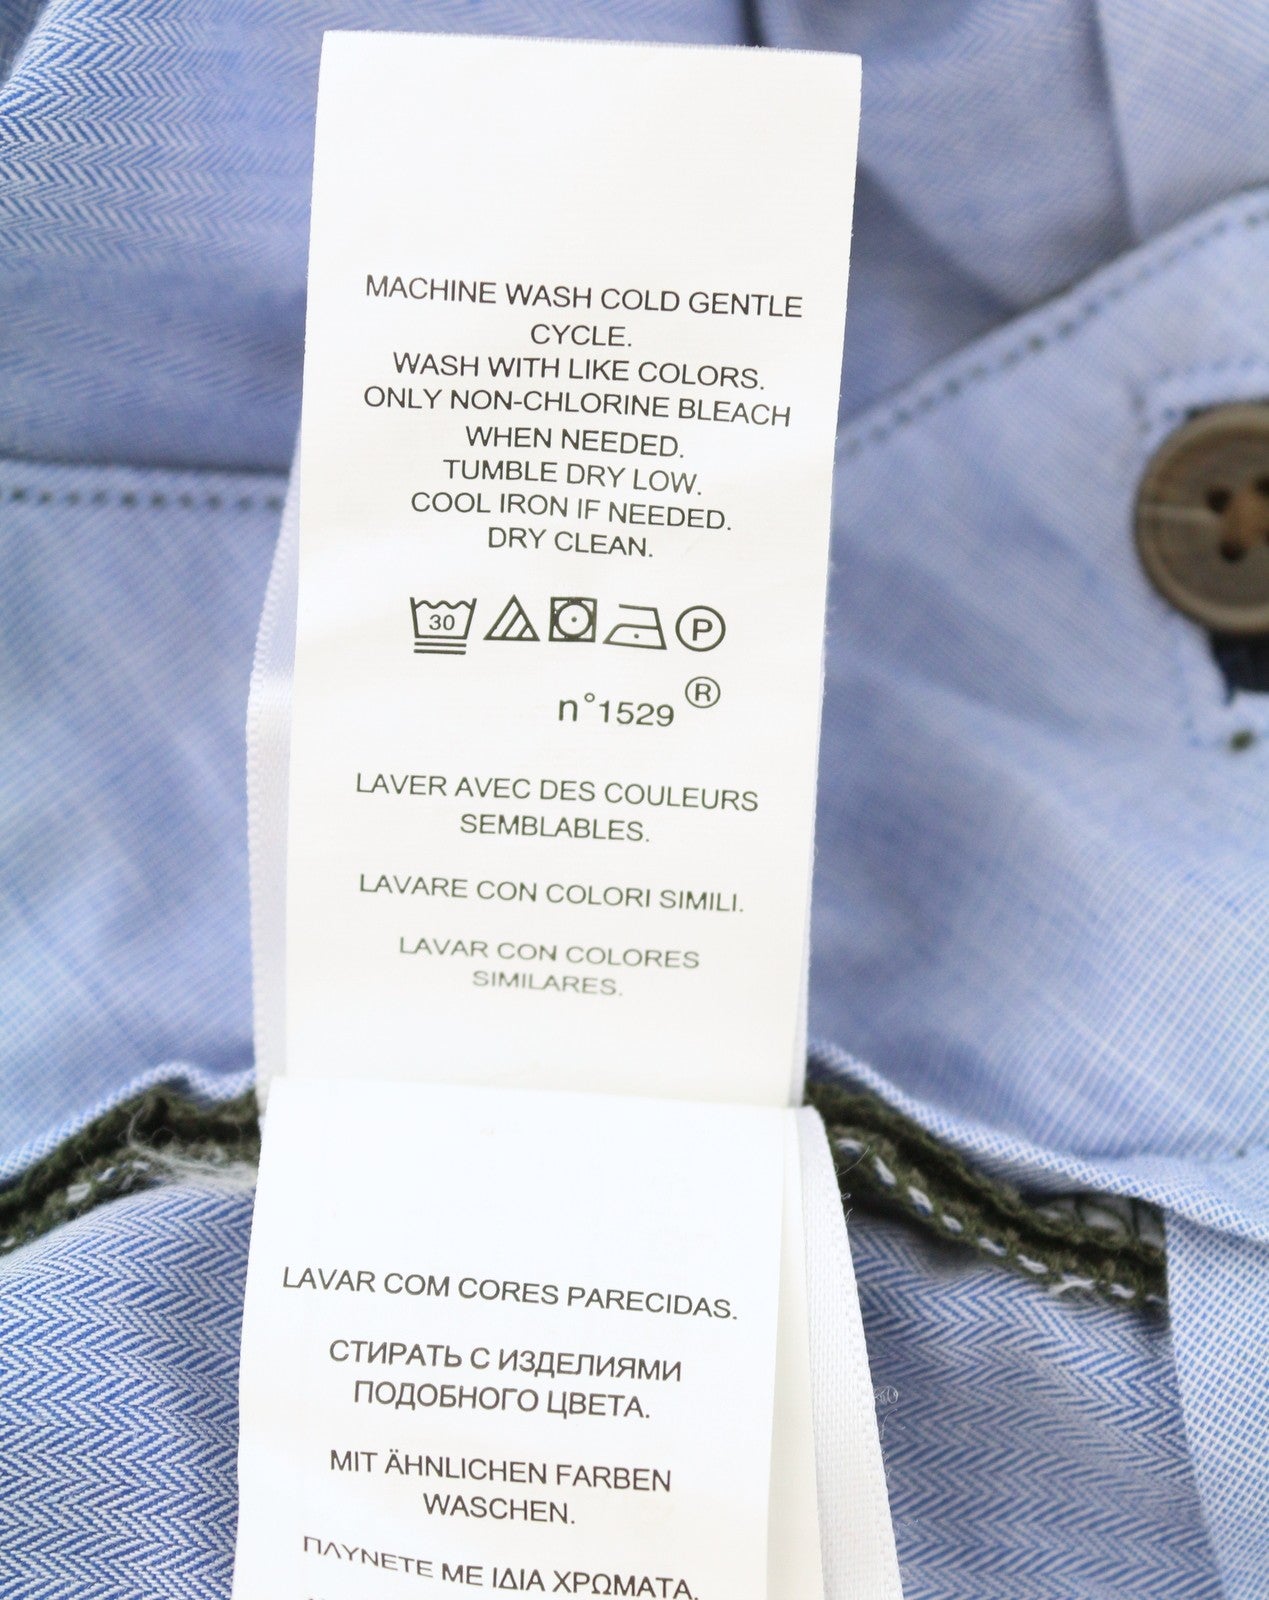 MACHINE WASH COLD GENTLE
CYCLE.
WASH WITH LIKE COLORS.
ONLY NON-CHLORINE BLEACH
WHEN NEEDED.
TUMBLE DRY LOW.
COOL IRON IF NEEDED.
DRY CLEAN.
30 P
n°1529 ®
LAVER AVEC DES COULEURS
SEMBLABLES.
LAVARE CON COLORI SIMILI.
LAVAR CON COLORES
SIMILARES.
LAVAR COM CORES PARECIDAS.
СТИРАТЬ С ИЗДЕЛИЯМИ
ПОДОБНОГО ЦВЕТА.
MIT ÄHNLICHEN FARBEN
WASCHEN.
ΠΛΥΝΕΤΕ ΜΕ ΙΔΙΑ ΧΡΩΜΑΤΑ.